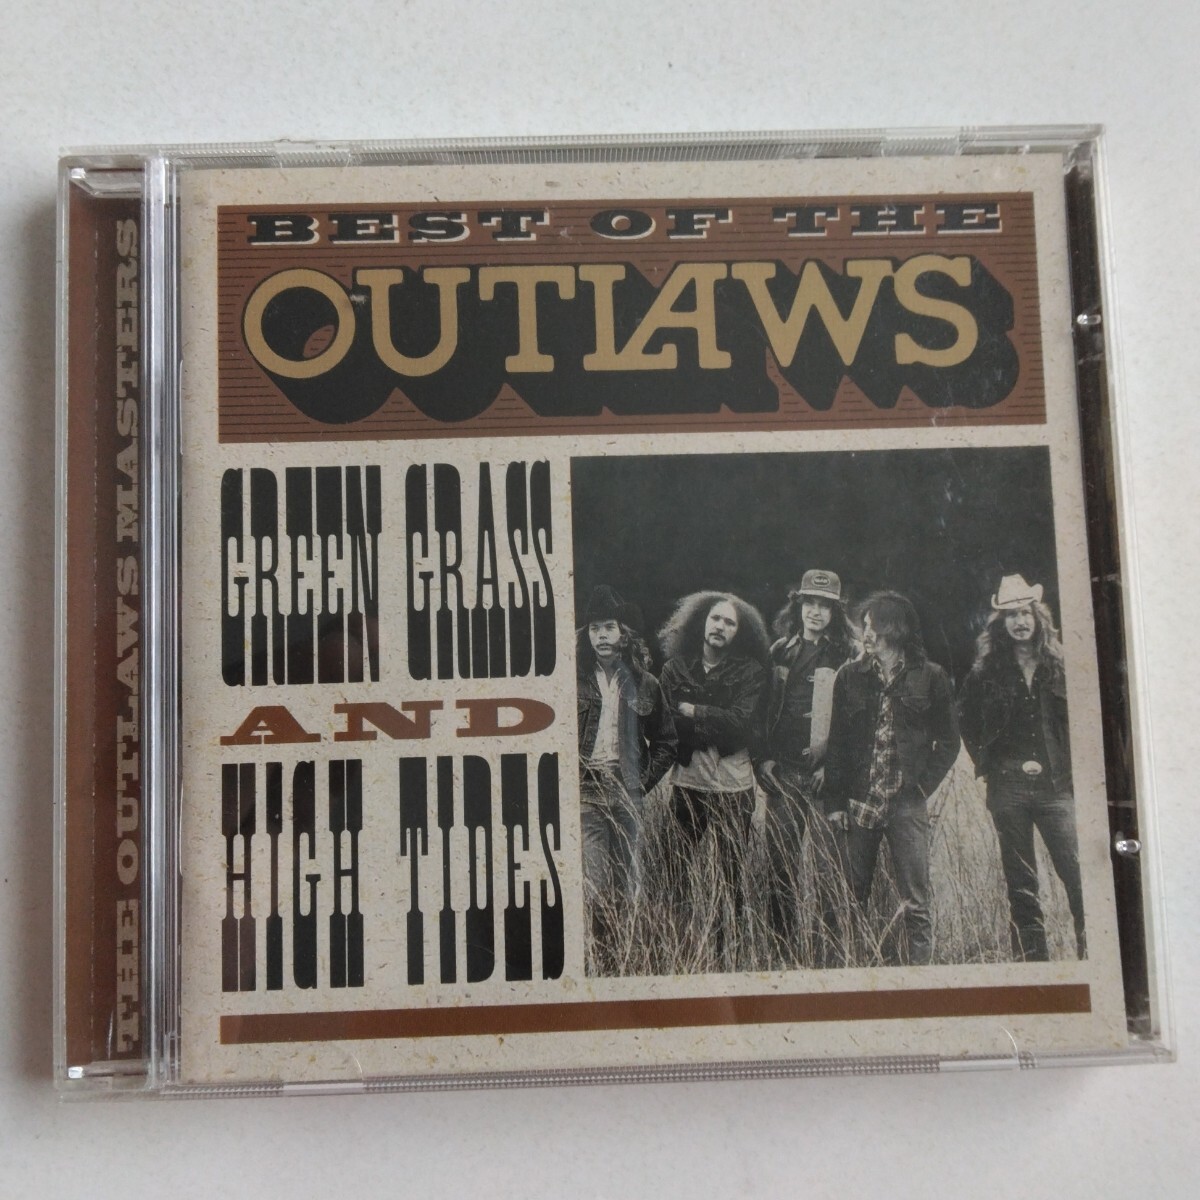 BEST OF THE
OUTLAWS
GREEN GRASS
AND
HIGH TIDES
THE OUTLAWS MASTERS